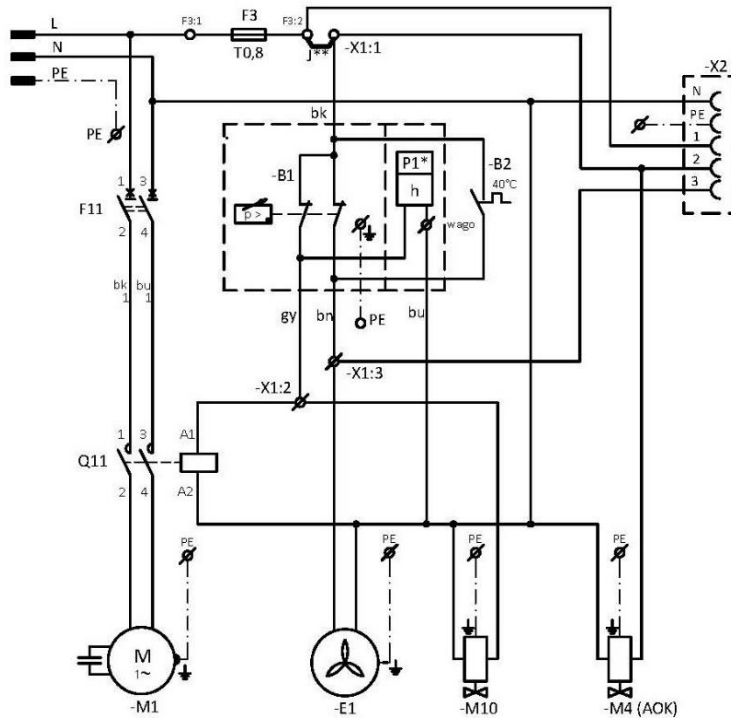 L
F3:1
F3
F3:2
T0,8
J**
-X1:1
N
PE
-X2
N
PE
1
2
3
PE
bk
-B1
P1*
h
-B2
40°C
wago
p >
1
3
F11
2
4
bk
1
bu
1
gy
bn
PE
bu
-X1:2
-X1:3
1
3
A1
Q11
2
4
A2
PE
PE
PE
PE
M
1~
-M1
-E1
-M10
-M4 (AOK)